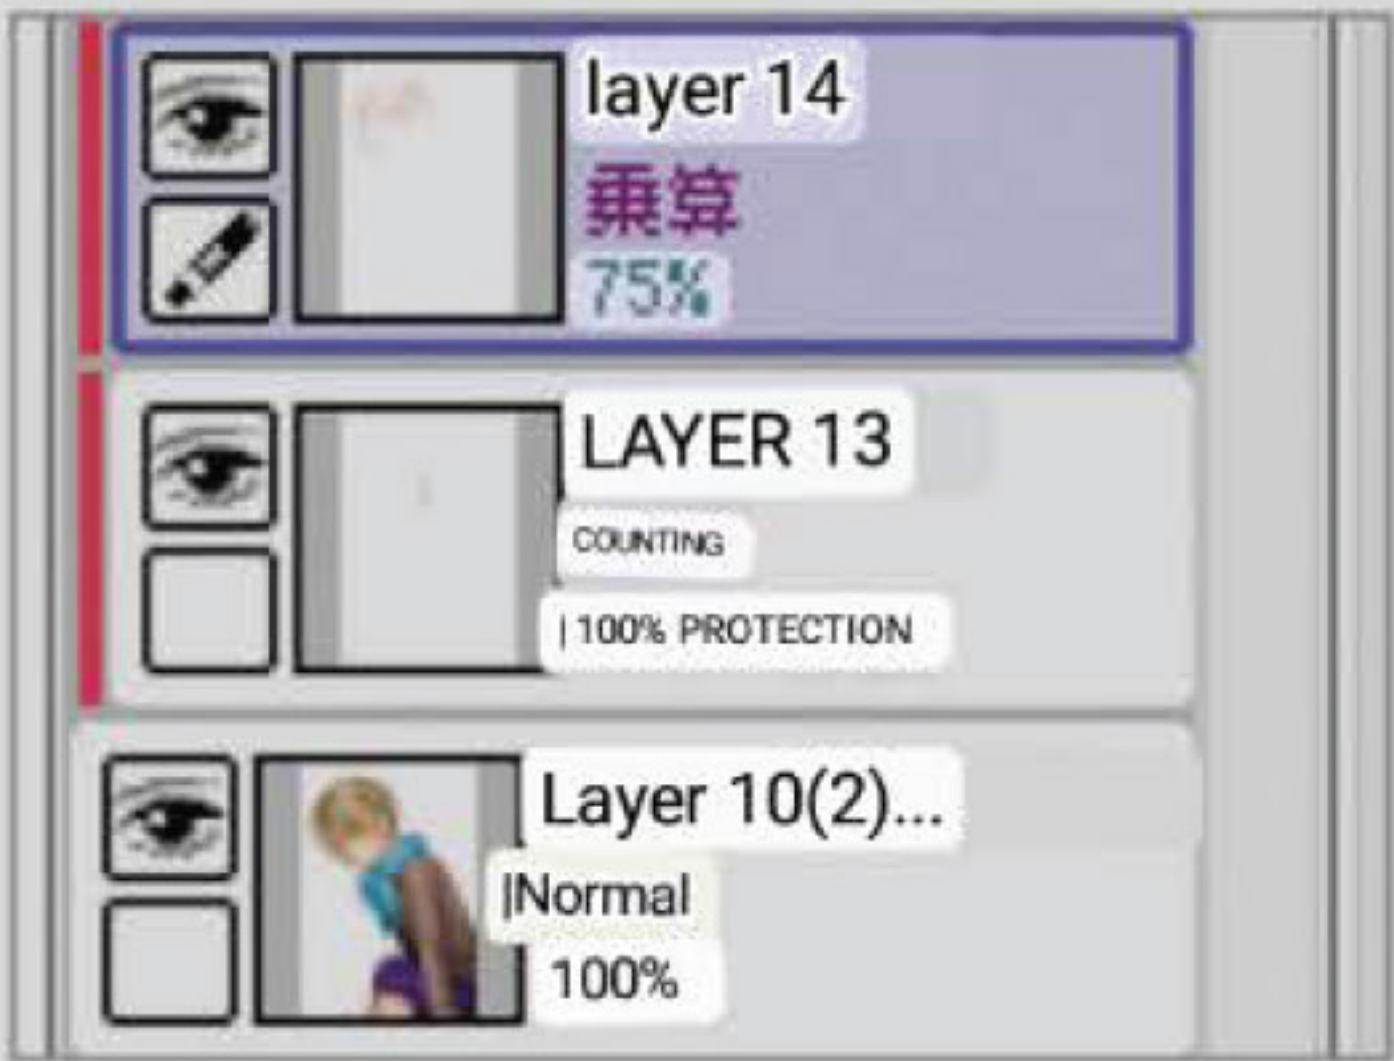 layer 14
乗算
75%
LAYER 13
COUNTING
| 100% PROTECTION
Layer 10(2)...
|Normal
100%